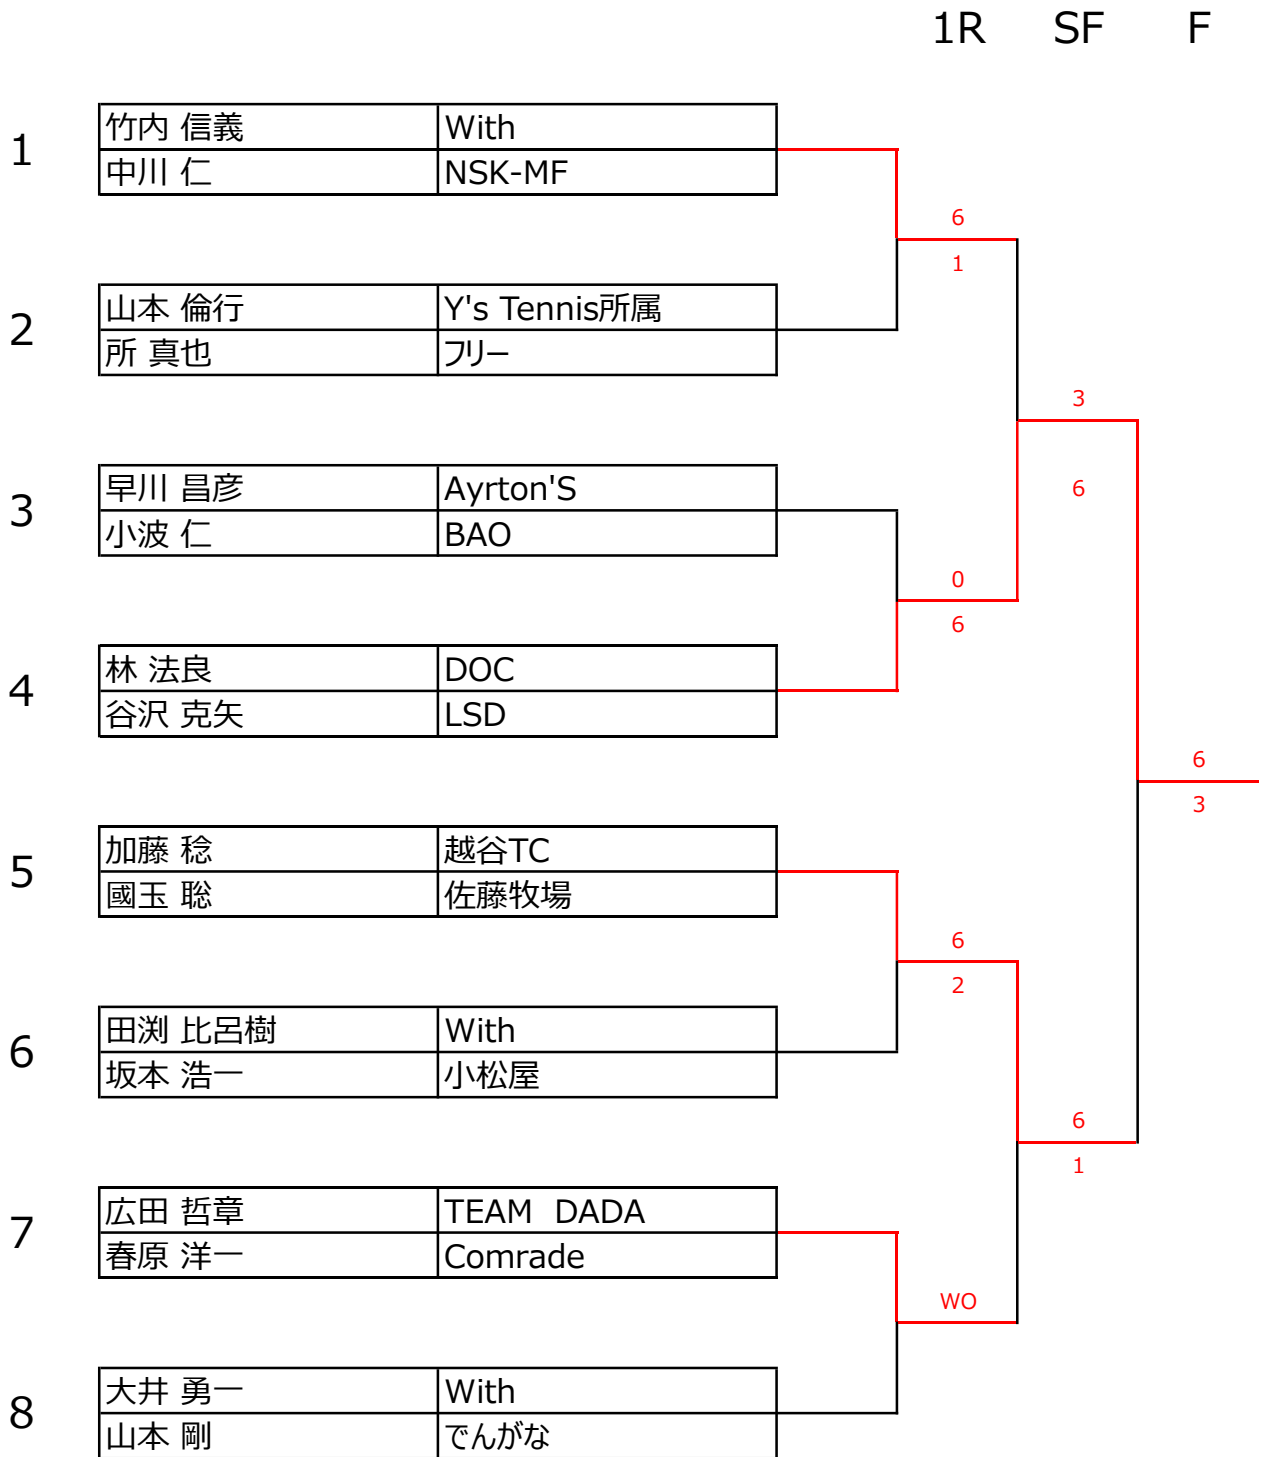 1R SF F
1
竹内 信義 With
中川 仁 NSK-MF
6
1
2
山本 倫行 Y's Tennis所属
所 真也 フリー
3
6
3
早川 昌彦 Ayrton'S
小波 仁 BAO
0
6
4
林 法良 DOC
谷沢 克矢 LSD
6
3
5
加藤 稔 越谷TC
國玉 聡 佐藤牧場
6
2
6
田渕 比呂樹 With
坂本 浩一 小松屋
6
1
7
広田 哲章 TEAM DADA
春原 洋一 Comrade
WO
8
大井 勇一 With
山本 剛 でんがな